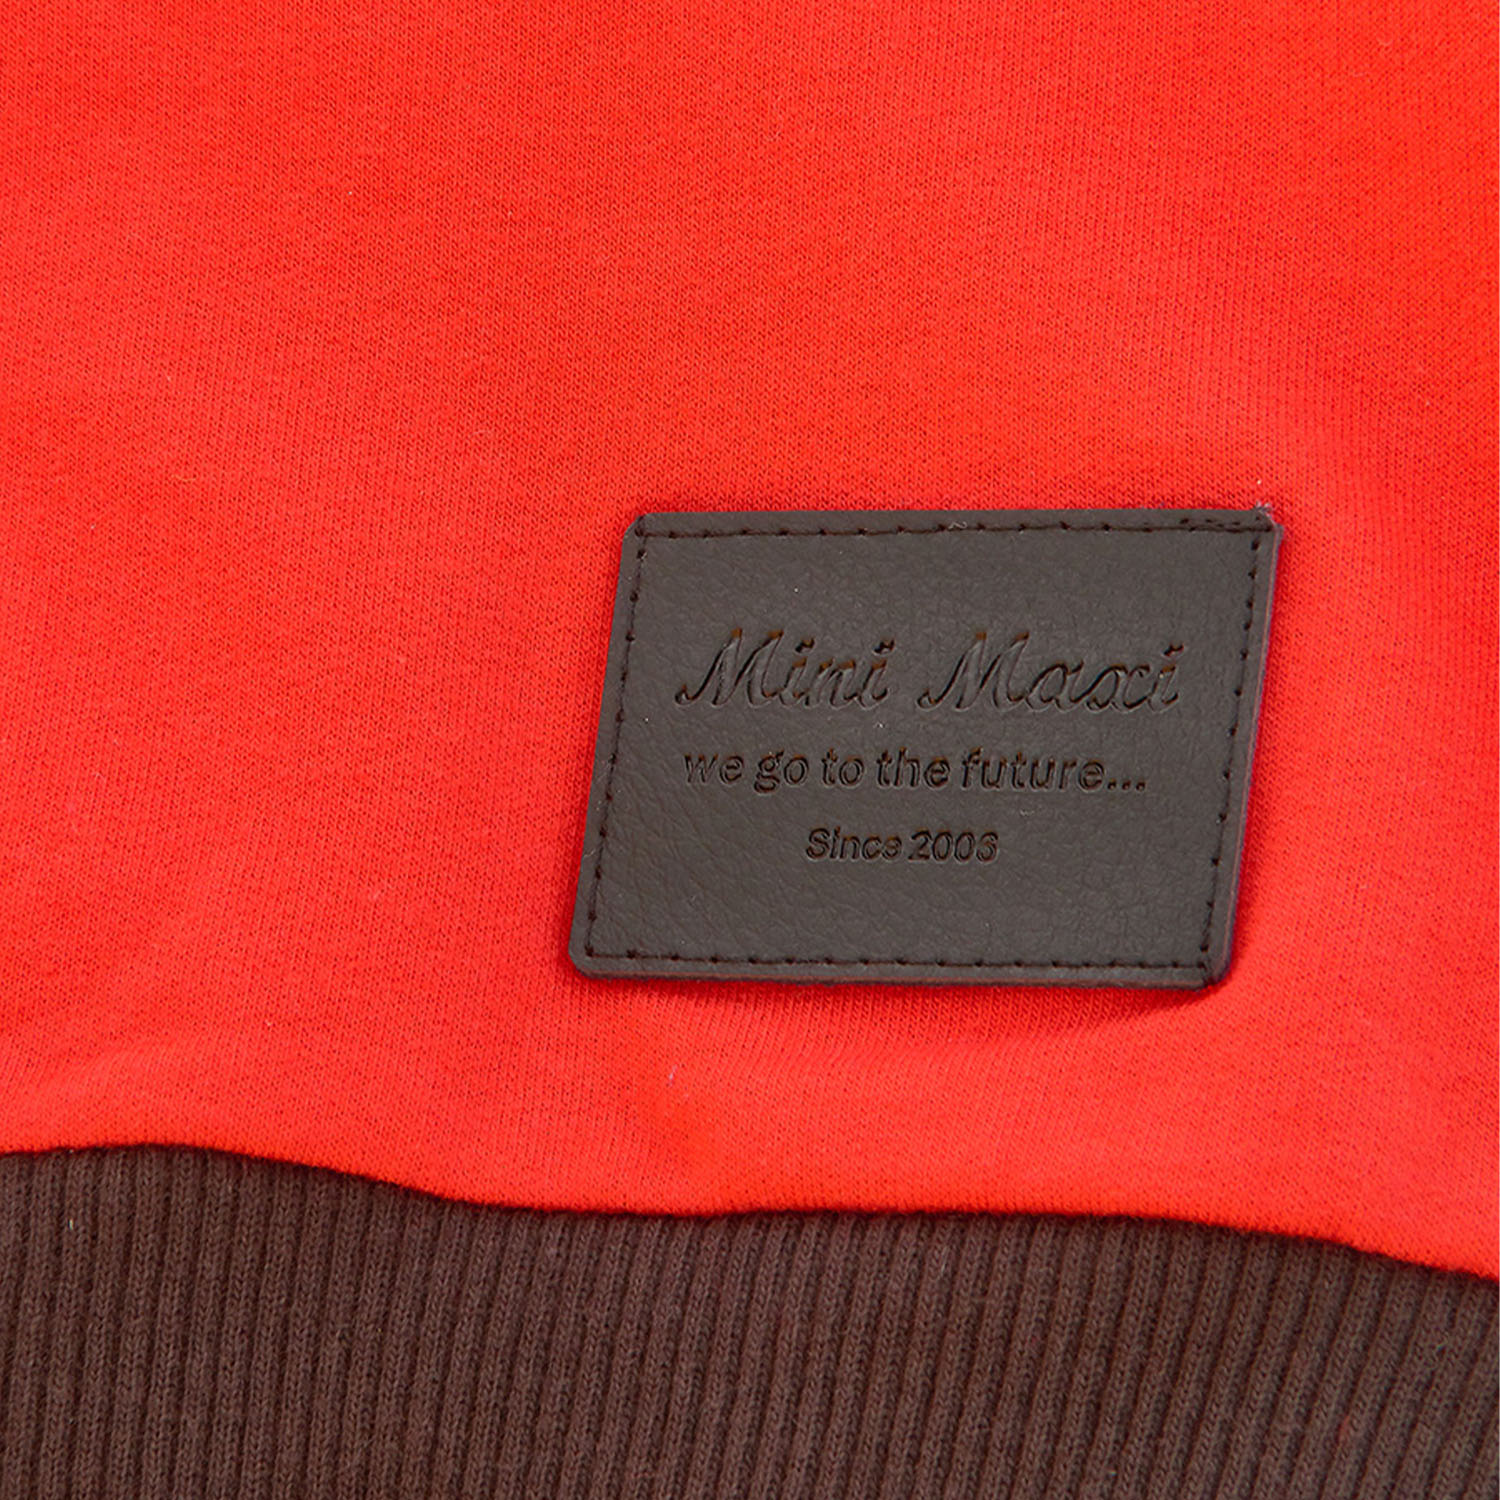 Mini Maxi
we go to the future...
Since 2006